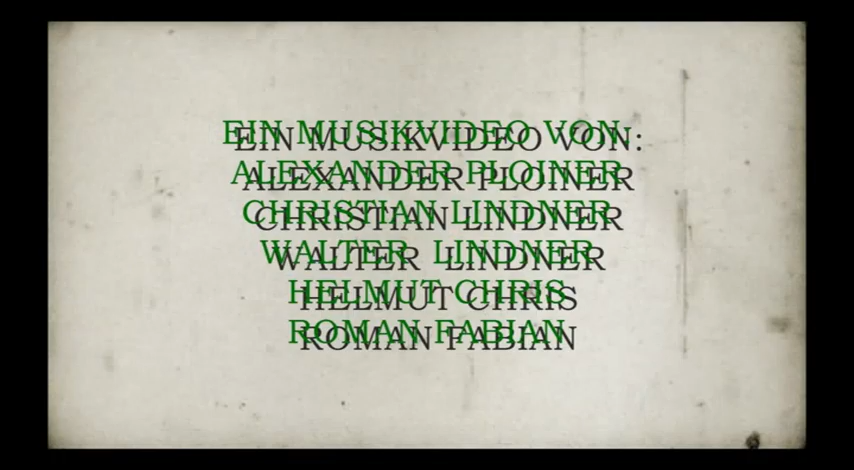 EIN MUSIKVIDEO VON:
ALEXANDER PLOINER
CHRISTIAN LINDNER
WALTER LINDNER
HELMUT CHRIS
ROMAN FABIAN